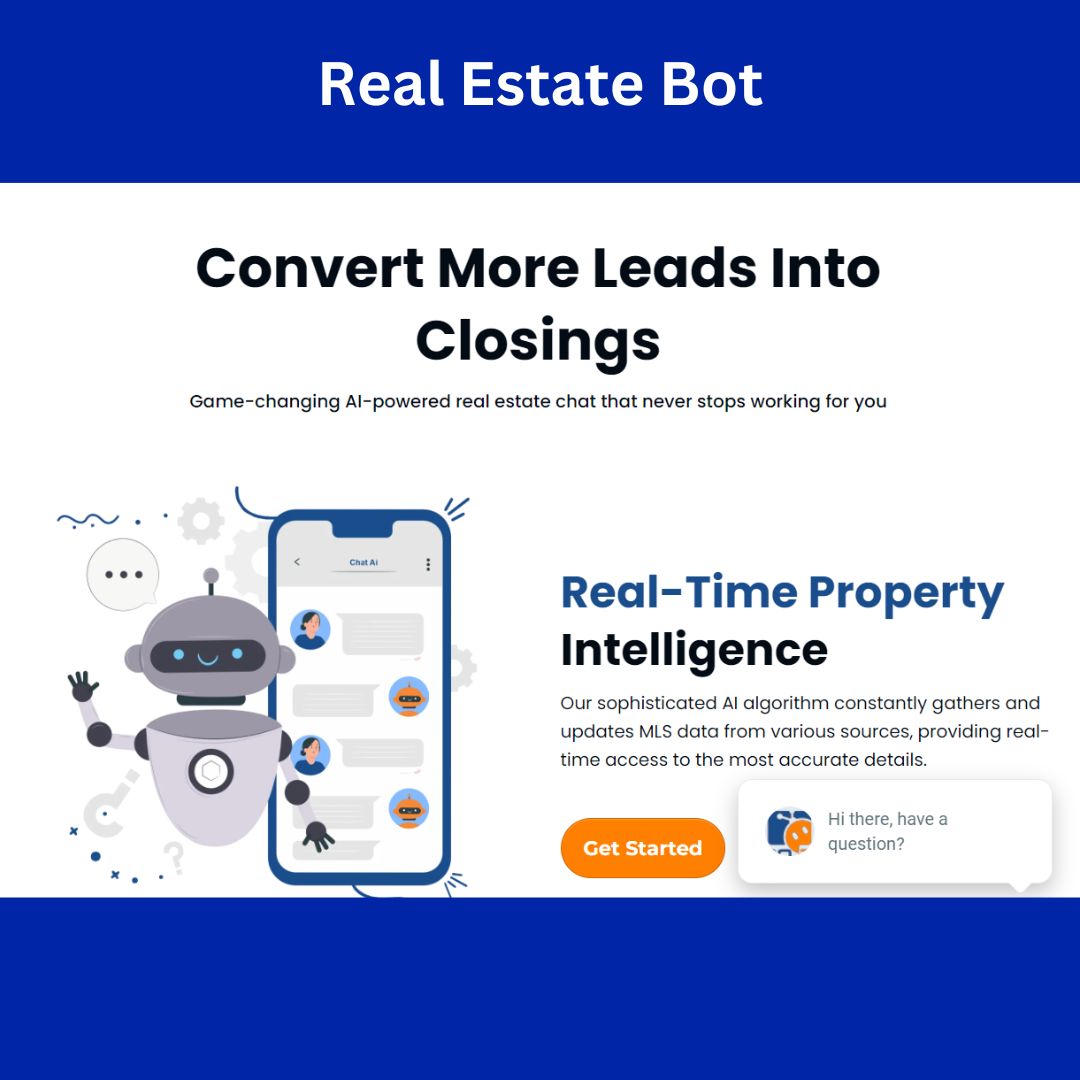 Real Estate Bot
Convert More Leads Into
Closings
Game-changing AI-powered real estate chat that never stops working for you
Chat Ai
Real-Time Property
Intelligence
Our sophisticated AI algorithm constantly gathers and
updates MLS data from various sources, providing real-
time access to the most accurate details.
Get Started
Hi there, have a
question?